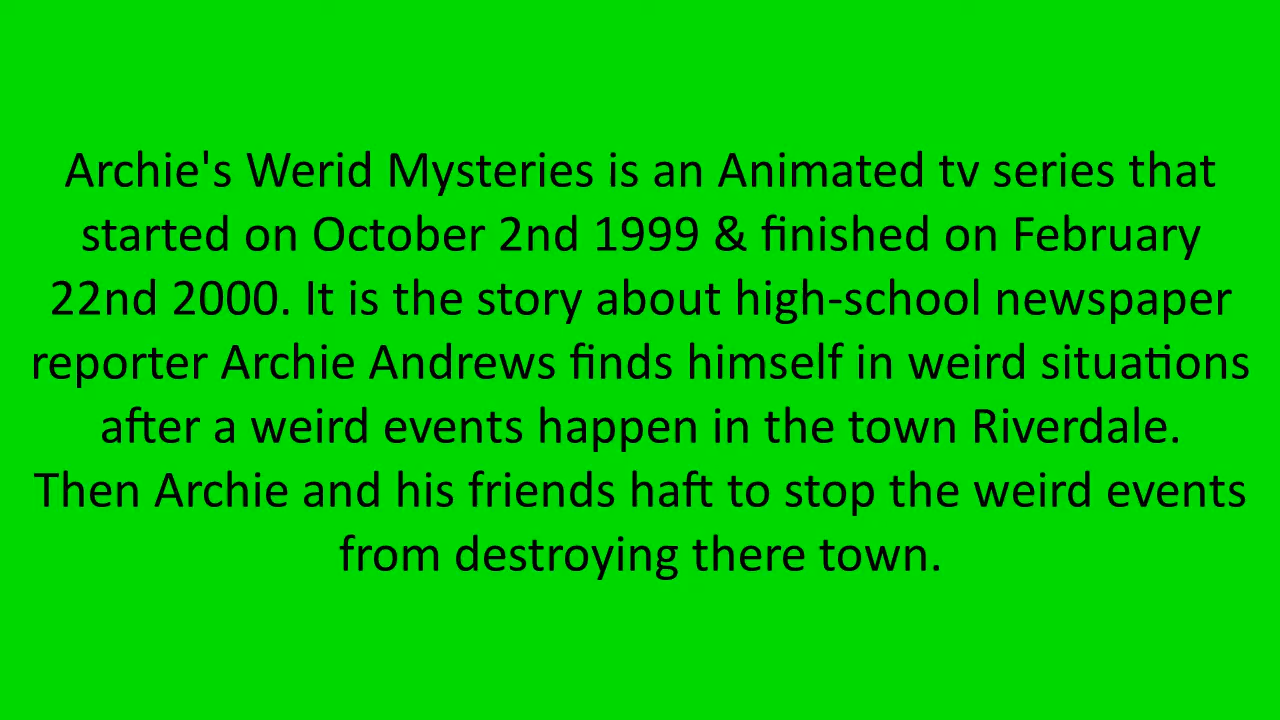 Archie's Werid Mysteries is an Animated tv series that
started on October 2nd 1999 & finished on February
22nd 2000. It is the story about high-school newspaper
reporter Archie Andrews finds himself in weird situations
after a weird events happen in the town Riverdale.
Then Archie and his friends haft to stop the weird events
from destroying there town.